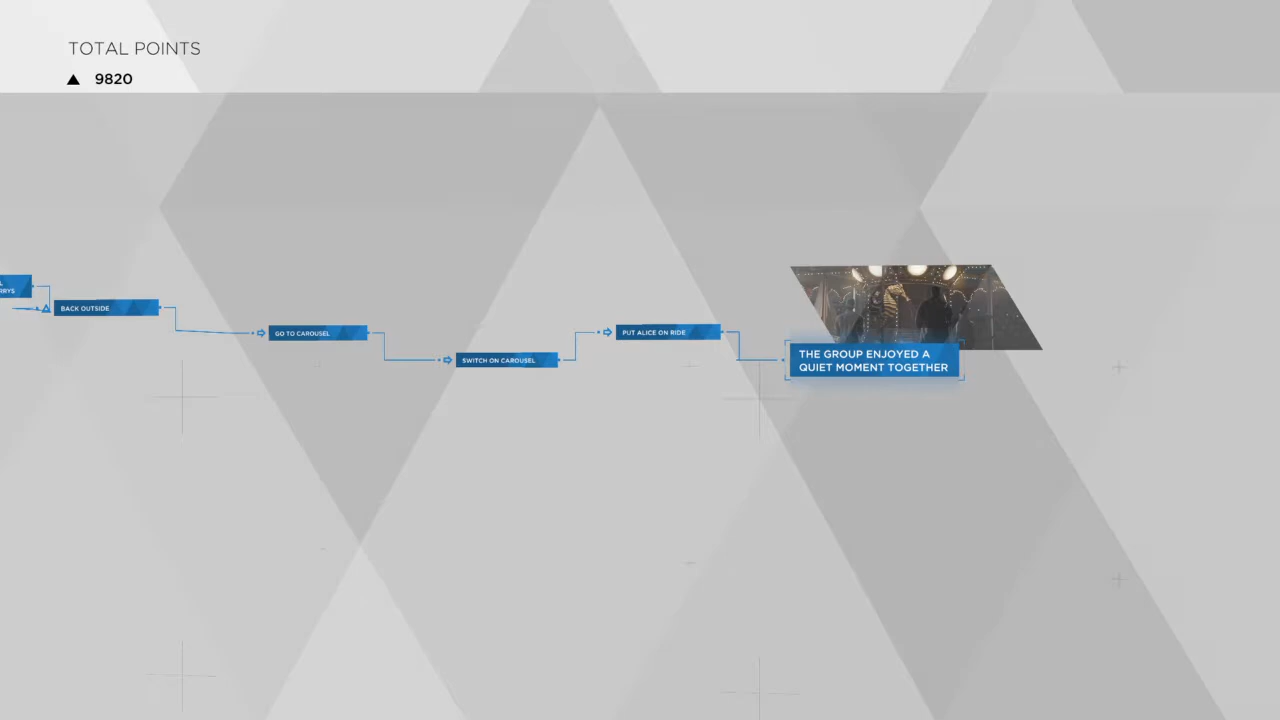 TOTAL POINTS
9820
RRYS
BACK OUTSIDE
GO TO CAROUSEL
SWITCH ON CAROUSEL
PUT ALICE ON RIDE
THE GROUP ENJOYED A
QUIET MOMENT TOGETHER